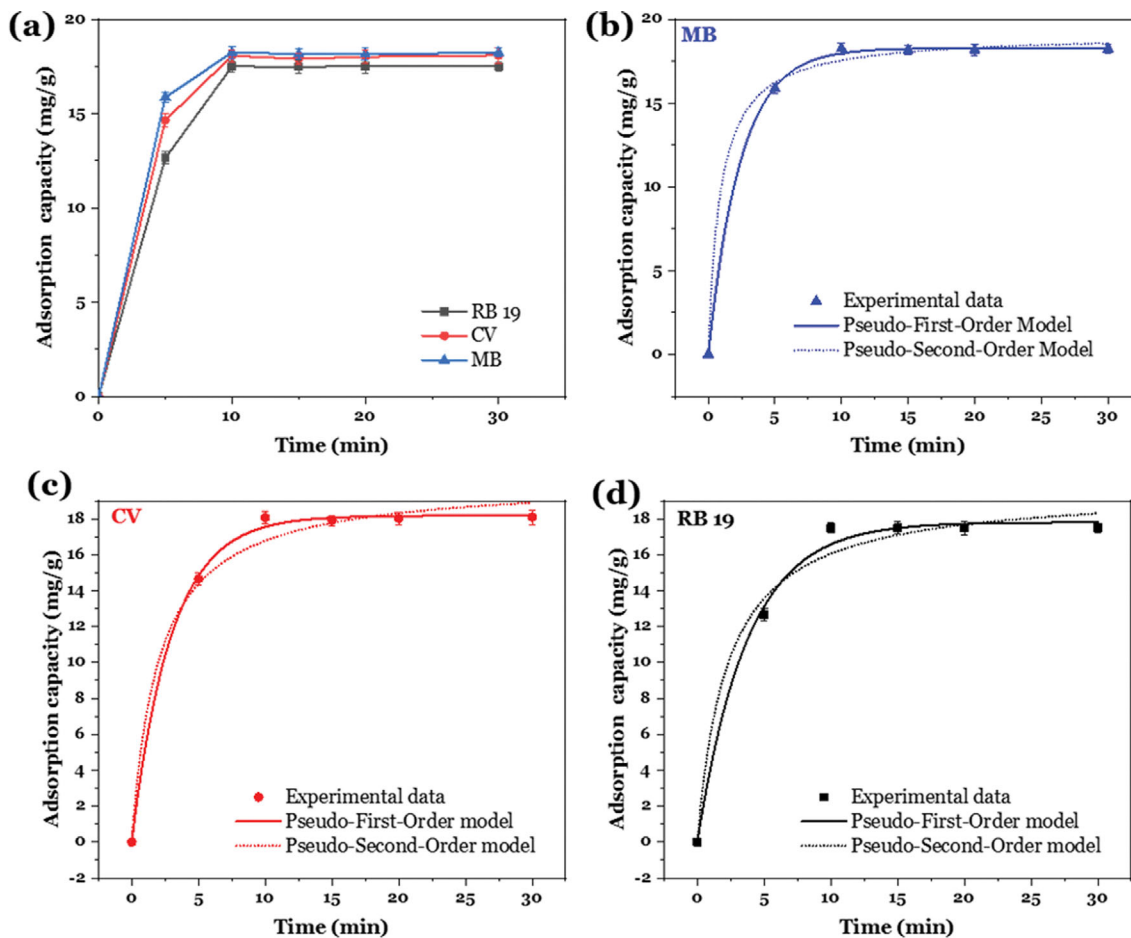 (a)
Adsorption capacity (mg/g)
20
15
10
5
0
RB 19
CV
MB
0 10 20 30
Time (min)
(b)
MB
Adsorption capacity (mg/g)
20
15
10
5
0
Experimental data
Pseudo-First-Order Model
Pseudo-Second-Order Model
0 5 10 15 20 25 30
Time (min)
(c)
CV
Adsorption capacity (mg/g)
18
16
14
12
10
8
6
4
2
0
-2
Experimental data
Pseudo-First-Order model
Pseudo-Second-Order model
0 5 10 15 20 25 30
Time (min)
(d)
RB 19
Adsorption capacity (mg/g)
18
16
14
12
10
8
6
4
2
0
-2
Experimental data
Pseudo-First-Order model
Pseudo-Second-Order model
0 5 10 15 20 25 30
Time (min)